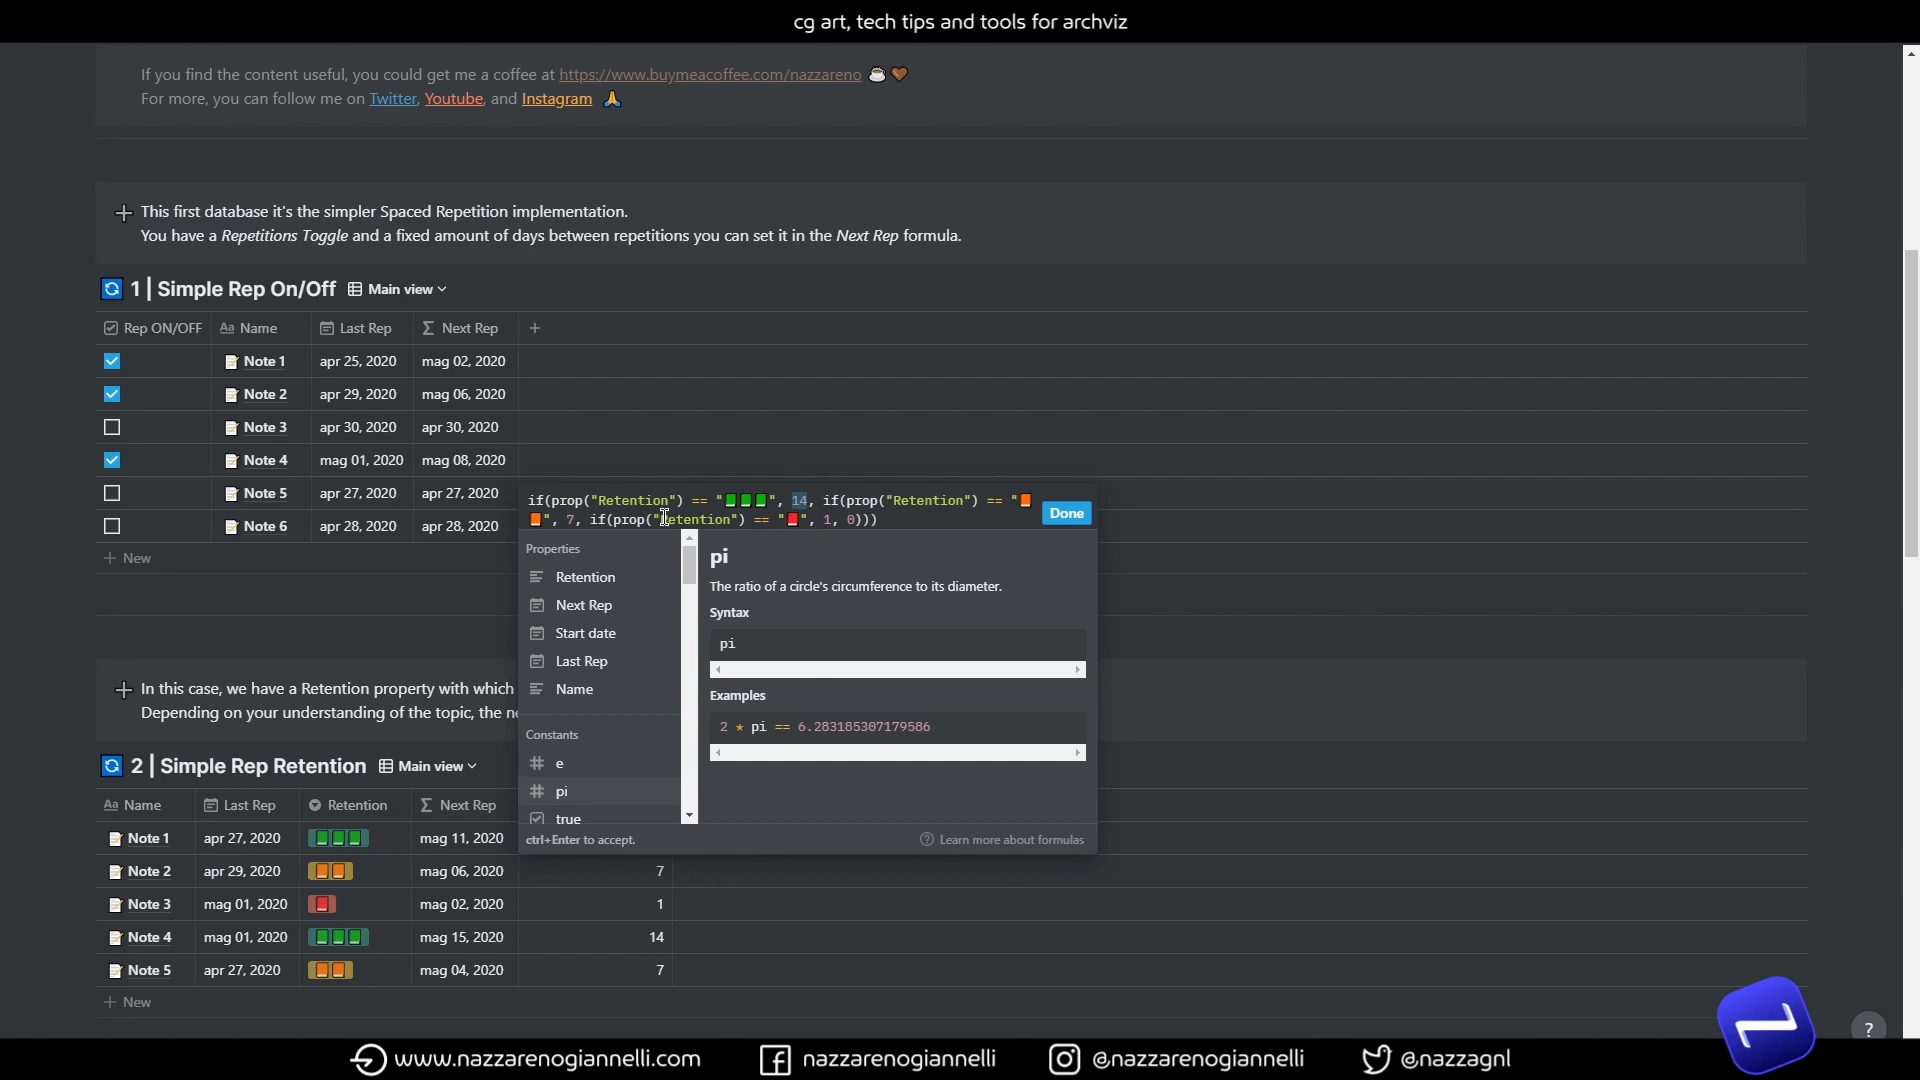 cg art, tech tips and tools for archviz
If you find the content useful, you could get me a coffee at https://www.buymeacoffee.com/nazzareno ☕ 🤎
For more, you can follow me on Twitter, Youtube, and Instagram 🙏
This first database it's the simpler Spaced Repetition implementation.
You have a Repetitions Toggle and a fixed amount of days between repetitions you can set it in the Next Rep formula.
1 | Simple Rep On/Off Main view
Rep ON/OFF Aa Name Last Rep Σ Next Rep +
Note 1 apr 25, 2020 mag 02, 2020
Note 2 apr 29, 2020 mag 06, 2020
Note 3 apr 30, 2020 apr 30, 2020
Note 4 mag 01, 2020 mag 08, 2020
Note 5 apr 27, 2020 apr 27, 2020
Note 6 apr 28, 2020 apr 28, 2020
+ New
if(prop("Retention") == "📗📗📗", 14, if(prop("Retention") == "📙
📙", 7, if(prop("Retention") == "📕", 1, 0)))
Done
Properties
Retention
Next Rep
Start date
Last Rep
Name
Constants
e
pi
true
pi
The ratio of a circle's circumference to its diameter.
Syntax
pi
Examples
2 * pi == 6.283185307179586
ctrl+Enter to accept.
Learn more about formulas
In this case, we have a Retention property with which
Depending on your understanding of the topic, the
2 | Simple Rep Retention Main view
Aa Name Last Rep Retention Σ Next Rep
Note 1 apr 27, 2020 📗📗📗 mag 11, 2020
Note 2 apr 29, 2020 📙📙 mag 06, 2020 7
Note 3 mag 01, 2020 📕 mag 02, 2020 1
Note 4 mag 01, 2020 📗📗📗 mag 15, 2020 14
Note 5 apr 27, 2020 📙📙 mag 04, 2020 7
+ New
?
www.nazzarenogiannelli.com nazzarenogiannelli @nazzarenogiannelli @nazzagnl